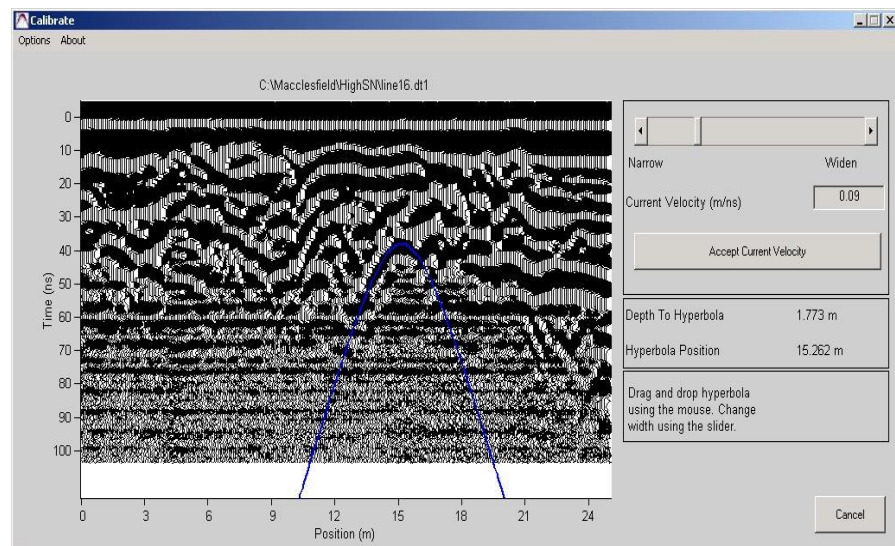 Calibrate
Options About
C:\Macclesfield\HighSN\line16.dt1
0
10
20
30
40
50
60
70
80
90
100
Time (ns)
0 3 6 9 12 15 18 21 24
Position (m)
Narrow Widen
Current Velocity (m/ns) 0.09
Accept Current Velocity
Depth To Hyperbola 1.773 m
Hyperbola Position 15.262 m
Drag and drop hyperbola
using the mouse. Change
width using the slider.
Cancel